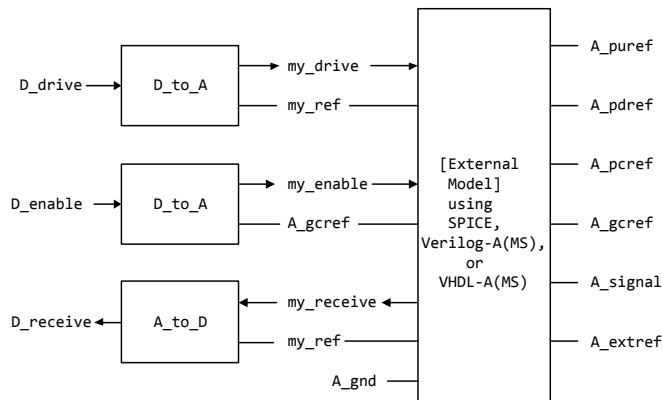 D_drive
D_to_A
my_drive
my_ref
D_enable
D_to_A
my_enable
A_gcref
D_receive
A_to_D
my_receive
my_ref
A_gnd
[External
Model]
using
SPICE,
Verilog-A(MS),
or
VHDL-A(MS)
A_puref
A_pdref
A_pcref
A_gcref
A_signal
A_extref